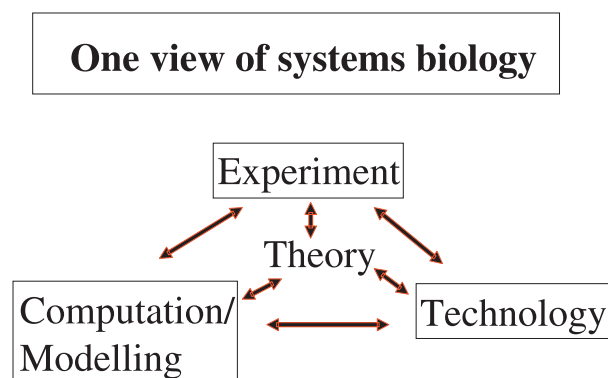 One view of systems biology
Experiment
Theory
Computation/
Modelling
Technology